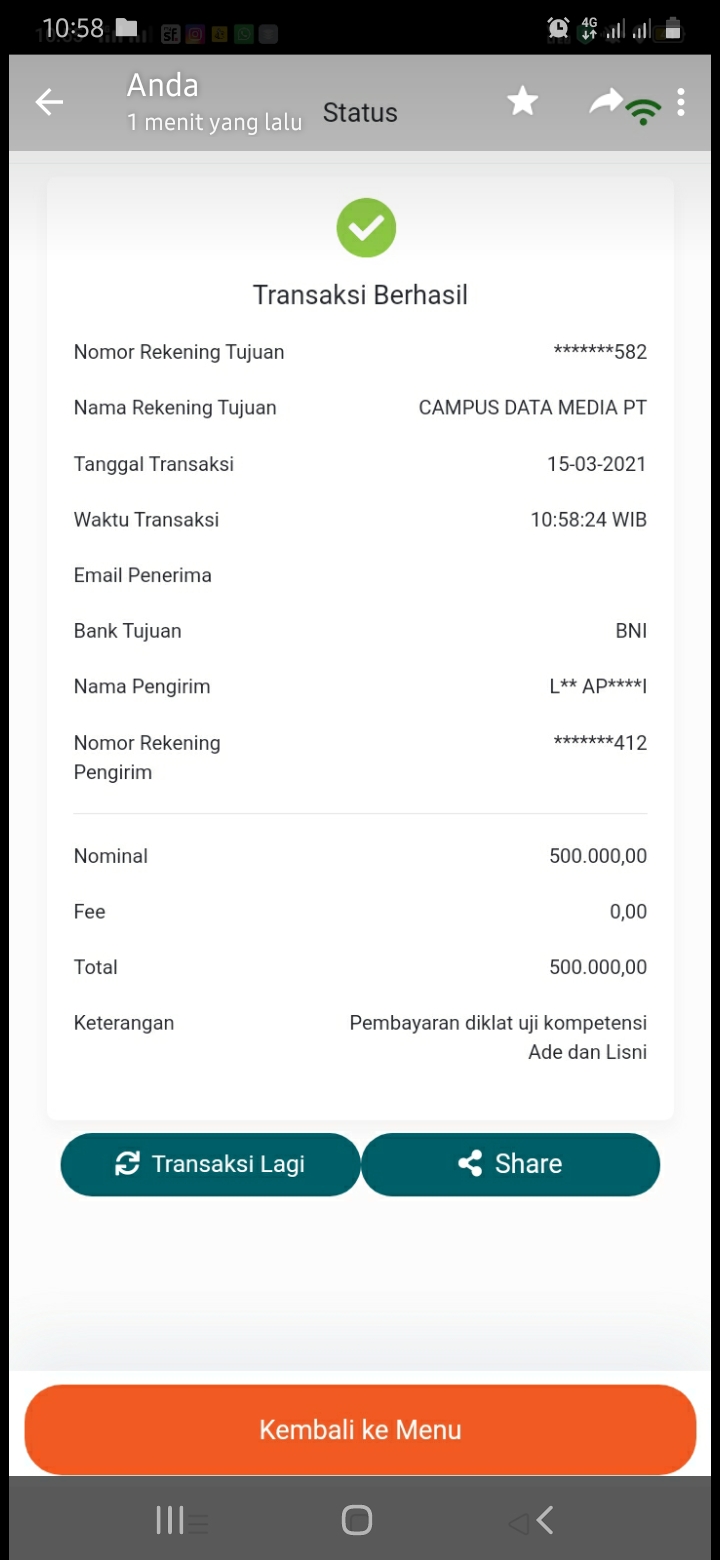 10:58
4G
Anda
1 menit yang lalu
Status
Transaksi Berhasil
Nomor Rekening Tujuan *******582
Nama Rekening Tujuan CAMPUS DATA MEDIA PT
Tanggal Transaksi 15-03-2021
Waktu Transaksi 10:58:24 WIB
Email Penerima
Bank Tujuan BNI
Nama Pengirim L** AP****I
Nomor Rekening *******412
Pengirim
Nominal 500.000,00
Fee 0,00
Total 500.000,00
Keterangan Pembayaran diklat uji kompetensi
Ade dan Lisni
Transaksi Lagi
Share
Kembali ke Menu